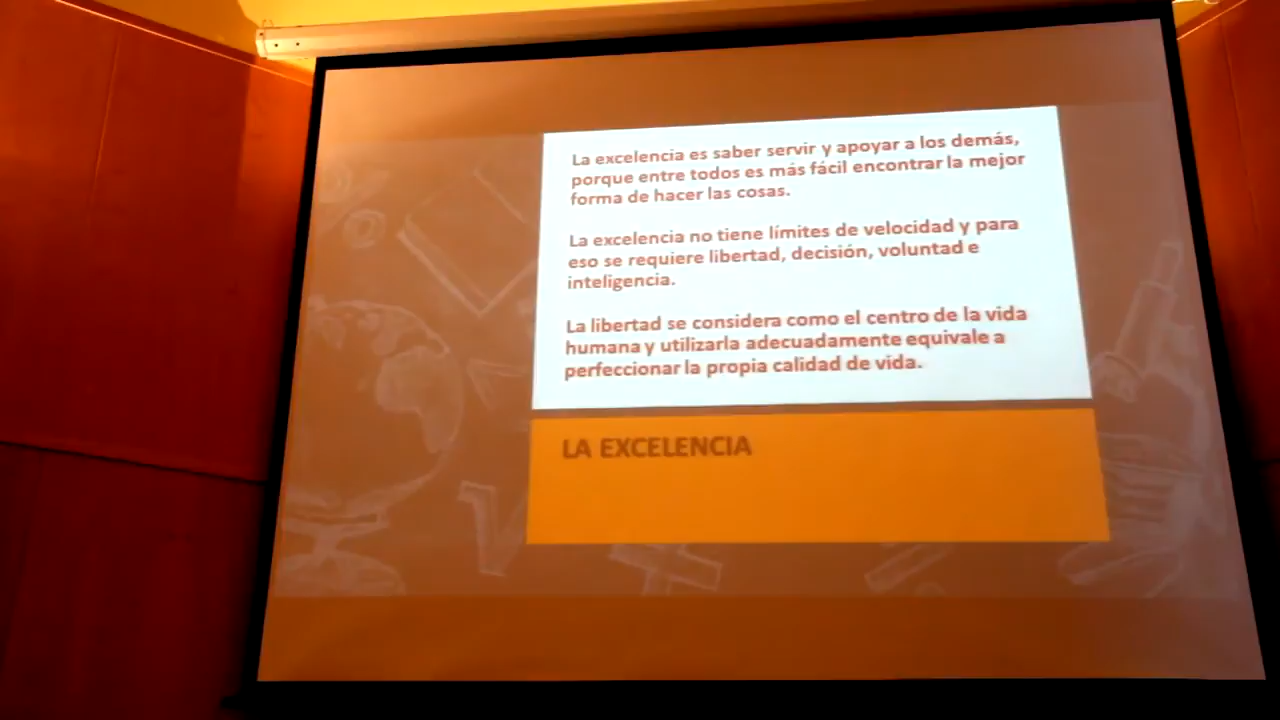 La excelencia es saber servir y apoyar a los demás,
porque entre todos es más fácil encontrar la mejor
forma de hacer las cosas.
La excelencia no tiene límites de velocidad y para
eso se requiere libertad, decisión, voluntad e
inteligencia.
La libertad se considera como el centro de la vida
humana y utilizarla adecuadamente equivale a
perfeccionar la propia calidad de vida.
LA EXCELENCIA